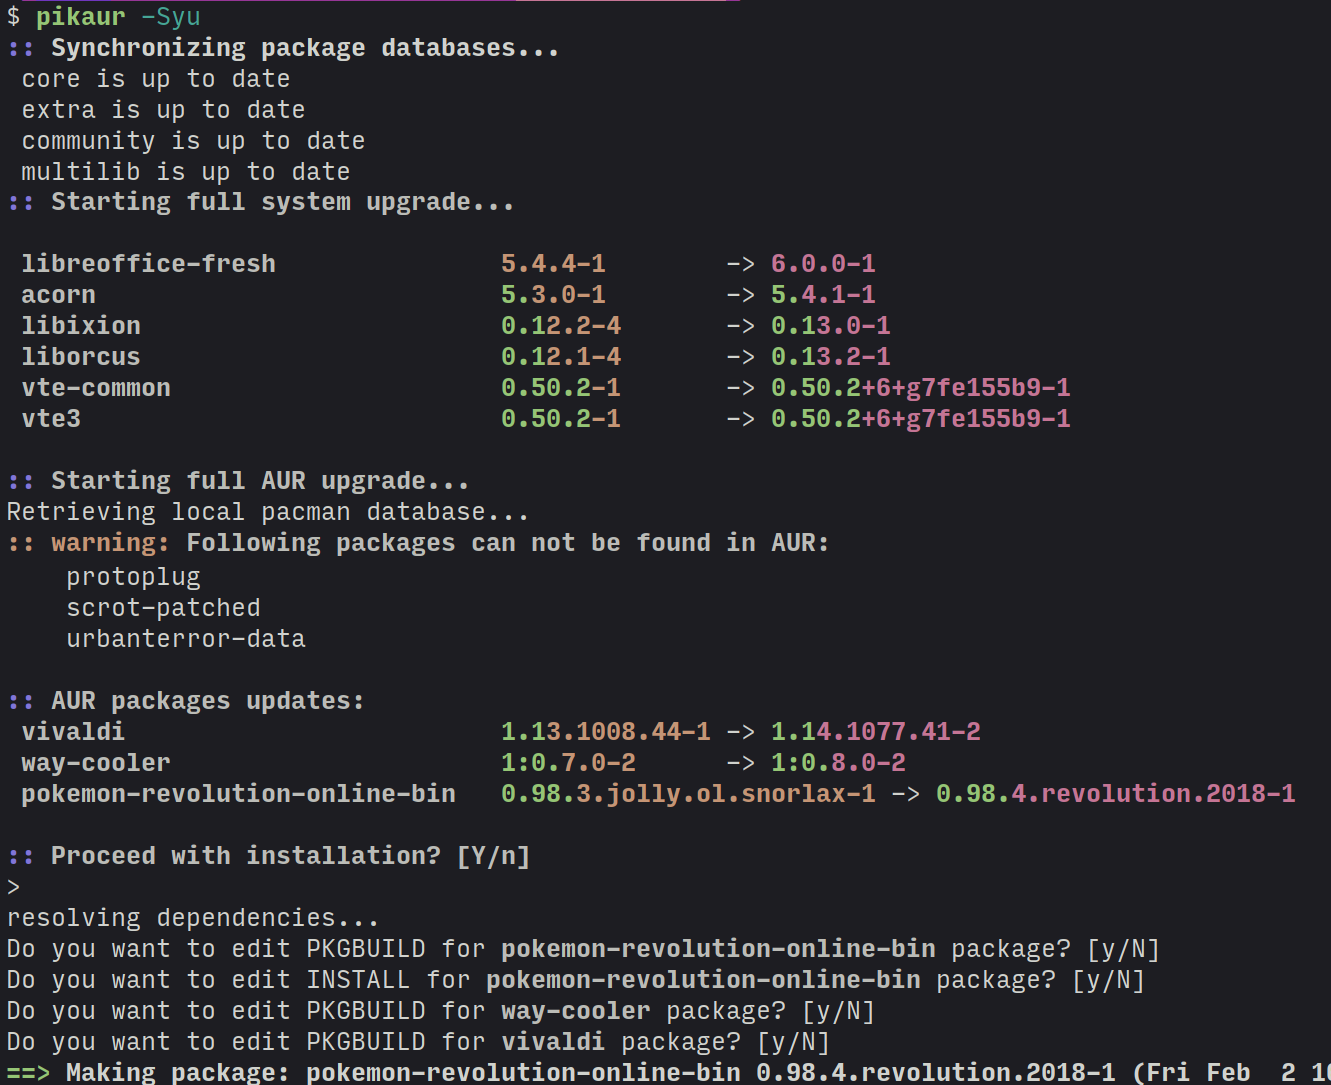 $ pikaur -Syu
:: Synchronizing package databases...
core is up to date
extra is up to date
community is up to date
multilib is up to date
:: Starting full system upgrade...
libreoffice-fresh 5.4.4-1 -> 6.0.0-1
acorn 5.3.0-1 -> 5.4.1-1
libixion 0.12.2-4 -> 0.13.0-1
liborcus 0.12.1-4 -> 0.13.2-1
vte-common 0.50.2-1 -> 0.50.2+6+g7fe155b9-1
vte3 0.50.2-1 -> 0.50.2+6+g7fe155b9-1
:: Starting full AUR upgrade...
Retrieving local pacman database...
:: warning: Following packages can not be found in AUR:
protoplug
scrot-patched
urbanterror-data
:: AUR packages updates:
vivaldi 1.13.1008.44-1 -> 1.14.1077.41-2
way-cooler 1:0.7.0-2 -> 1:0.8.0-2
pokemon-revolution-online-bin 0.98.3.jolly.ol.snorlax-1 -> 0.98.4.revolution.2018-1
:: Proceed with installation? [Y/n]
>
resolving dependencies...
Do you want to edit PKGBUILD for pokemon-revolution-online-bin package? [y/N]
Do you want to edit INSTALL for pokemon-revolution-online-bin package? [y/N]
Do you want to edit PKGBUILD for way-cooler package? [y/N]
Do you want to edit PKGBUILD for vivaldi package? [y/N]
==> Making package: pokemon-revolution-online-bin 0.98.4.revolution.2018-1 (Fri Feb 2